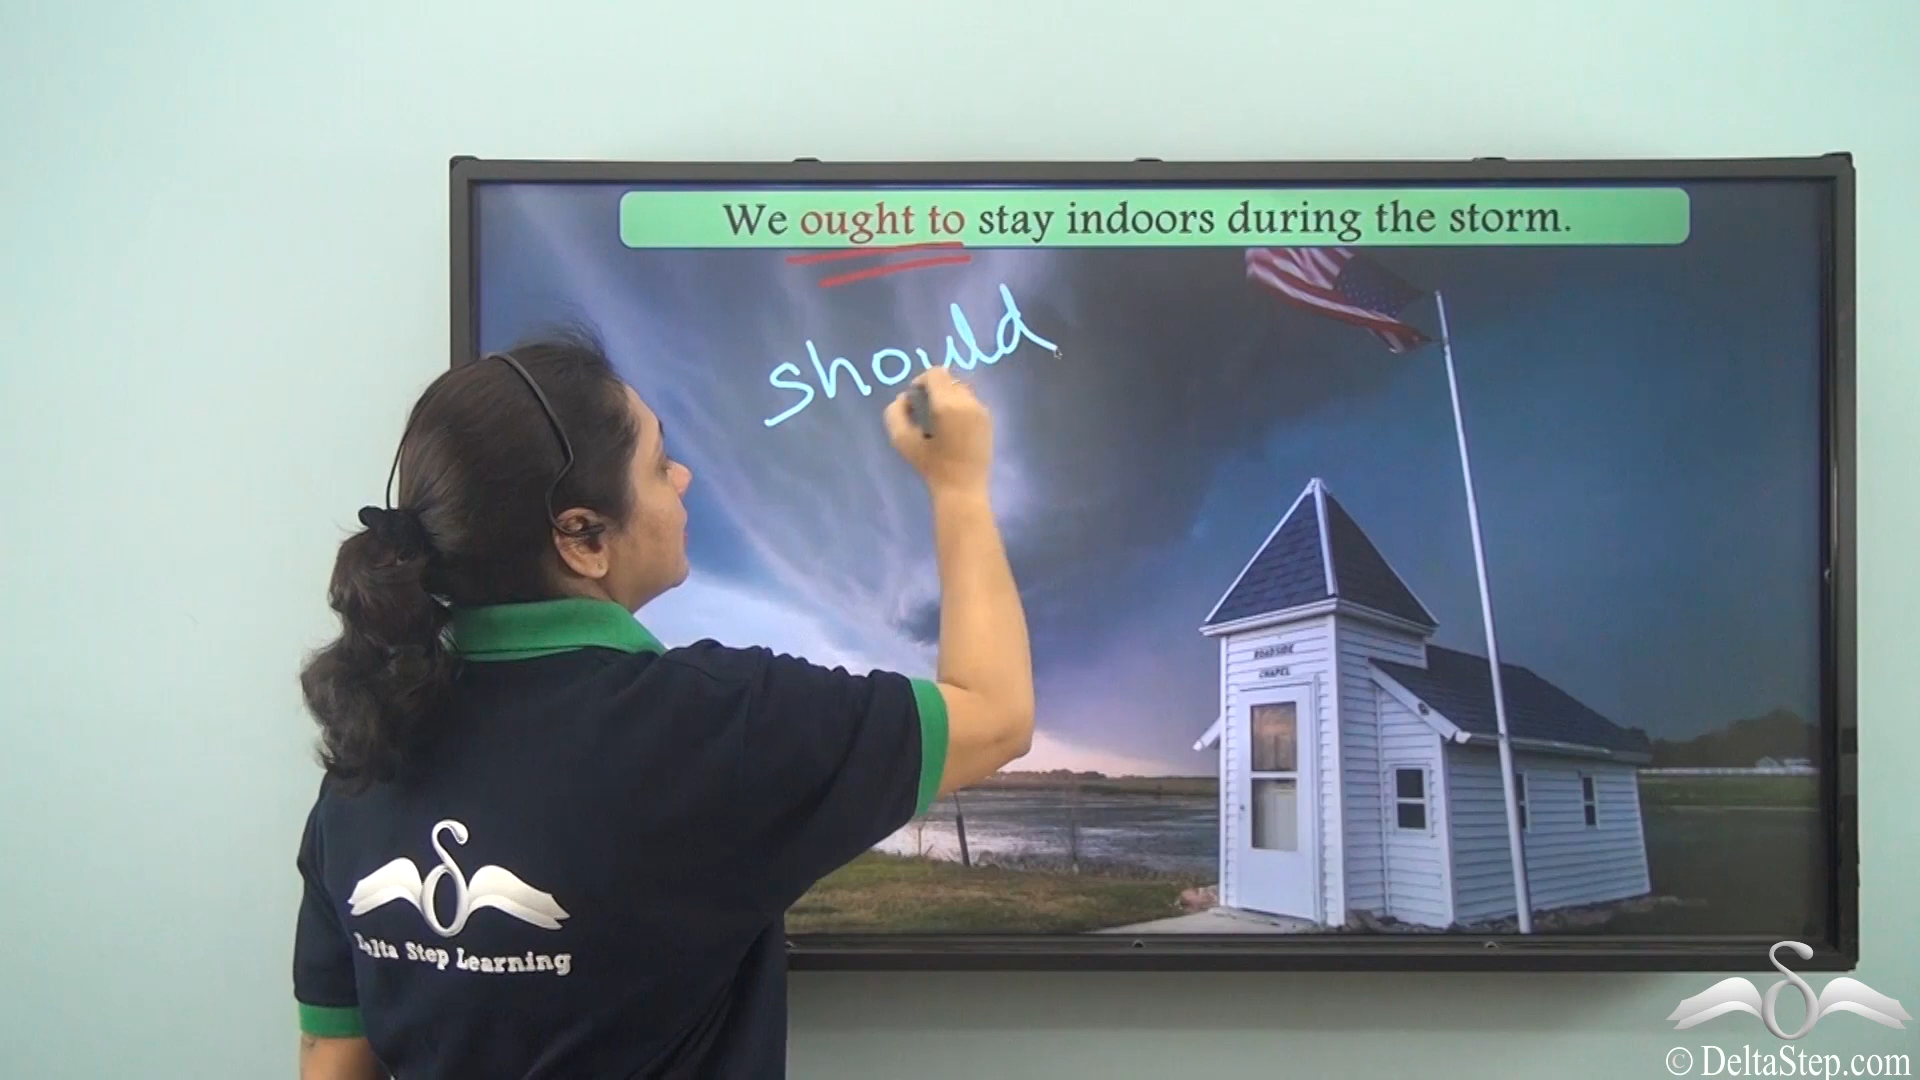 We ought to stay indoors during the storm.
should
ROADSIDE
CHAPEL
Delta Step Learning
© DeltaStep.com